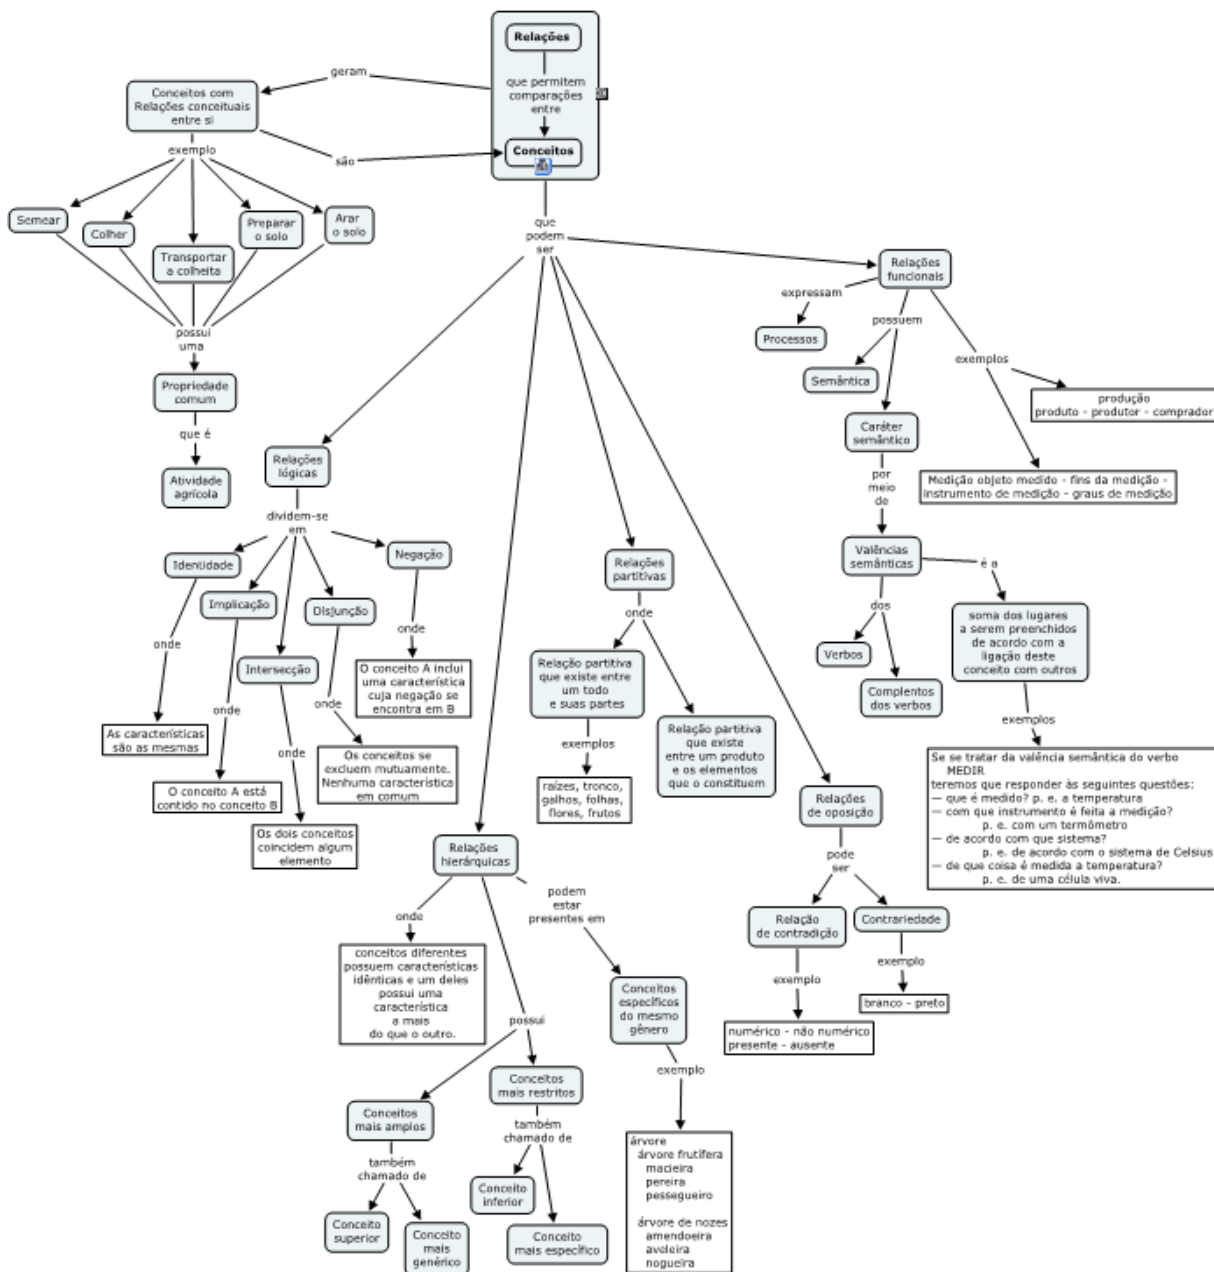 Relações
que permitem
comparações
entre
Conceitos
geram
Conceitos com
Relações conceituais
entre si
são
exemplo
Semear
Colher
Transportar
a colheita
Preparar
o solo
Arar
o solo
possui
uma
Propriedade
comum
que é
Atividade
agrícola
que
podem
ser
Relações
lógicas
dividem-se
em
Identidade
Implicação
Intersecção
Disjunção
Negação
onde
As características
são as mesmas
onde
O conceito A está
contido no conceito B
onde
Os dois conceitos
coincidem algum
elemento
onde
Os conceitos se
excluem mutuamente.
Nenhuma característica
em comum
onde
O conceito A inclui
uma característica
cuja negação se
encontra em B
Relações
hierárquicas
onde
conceitos diferentes
possuem características
idênticas e um deles
possui uma
característica
a mais
do que o outro.
possui
Conceitos
mais amplos
também
chamado de
Conceito
superior
Conceito
mais
genérico
Conceitos
mais restritos
também
chamado de
Conceito
inferior
Conceito
mais específico
podem
estar
presentes em
Conceitos
específicos
do mesmo
gênero
exemplo
árvore
árvore frutífera
macieira
pereira
pessegueiro
árvore de nozes
amendoeira
aveleira
nogueira
Relações
partitivas
onde
Relação partitiva
que existe entre
um todo
e suas partes
exemplos
raízes, tronco,
galhos, folhas,
flores, frutos
Relação partitiva
que existe
entre um produto
e os elementos
que o constituem
Relações
de oposição
pode
ser
Relação
de contradição
exemplo
numérico - não numérico
presente - ausente
Contrariedade
exemplo
branco - preto
Relações
funcionais
expressam
Processos
possuem
Semântica
Caráter
semântico
por
meio
de
Valências
semânticas
dos
Verbos
Complentos
dos verbos
é a
soma dos lugares
a serem preenchidos
de acordo com a
ligação deste
conceito com outros
exemplos
Se se tratar da valência semântica do verbo
MEDIR
teremos que responder às seguintes questões:
— que é medido? p. e. a temperatura
— com que instrumento é feita a medição?
p. e. com um termômetro
— de acordo com que sistema?
p. e. de acordo com o sistema de Celsius
— de que coisa é medida a temperatura?
p. e. de uma célula viva.
exemplos
produção
produto - produtor - comprador
Medição objeto medido - fins da medição -
instrumento de medição - graus de medição